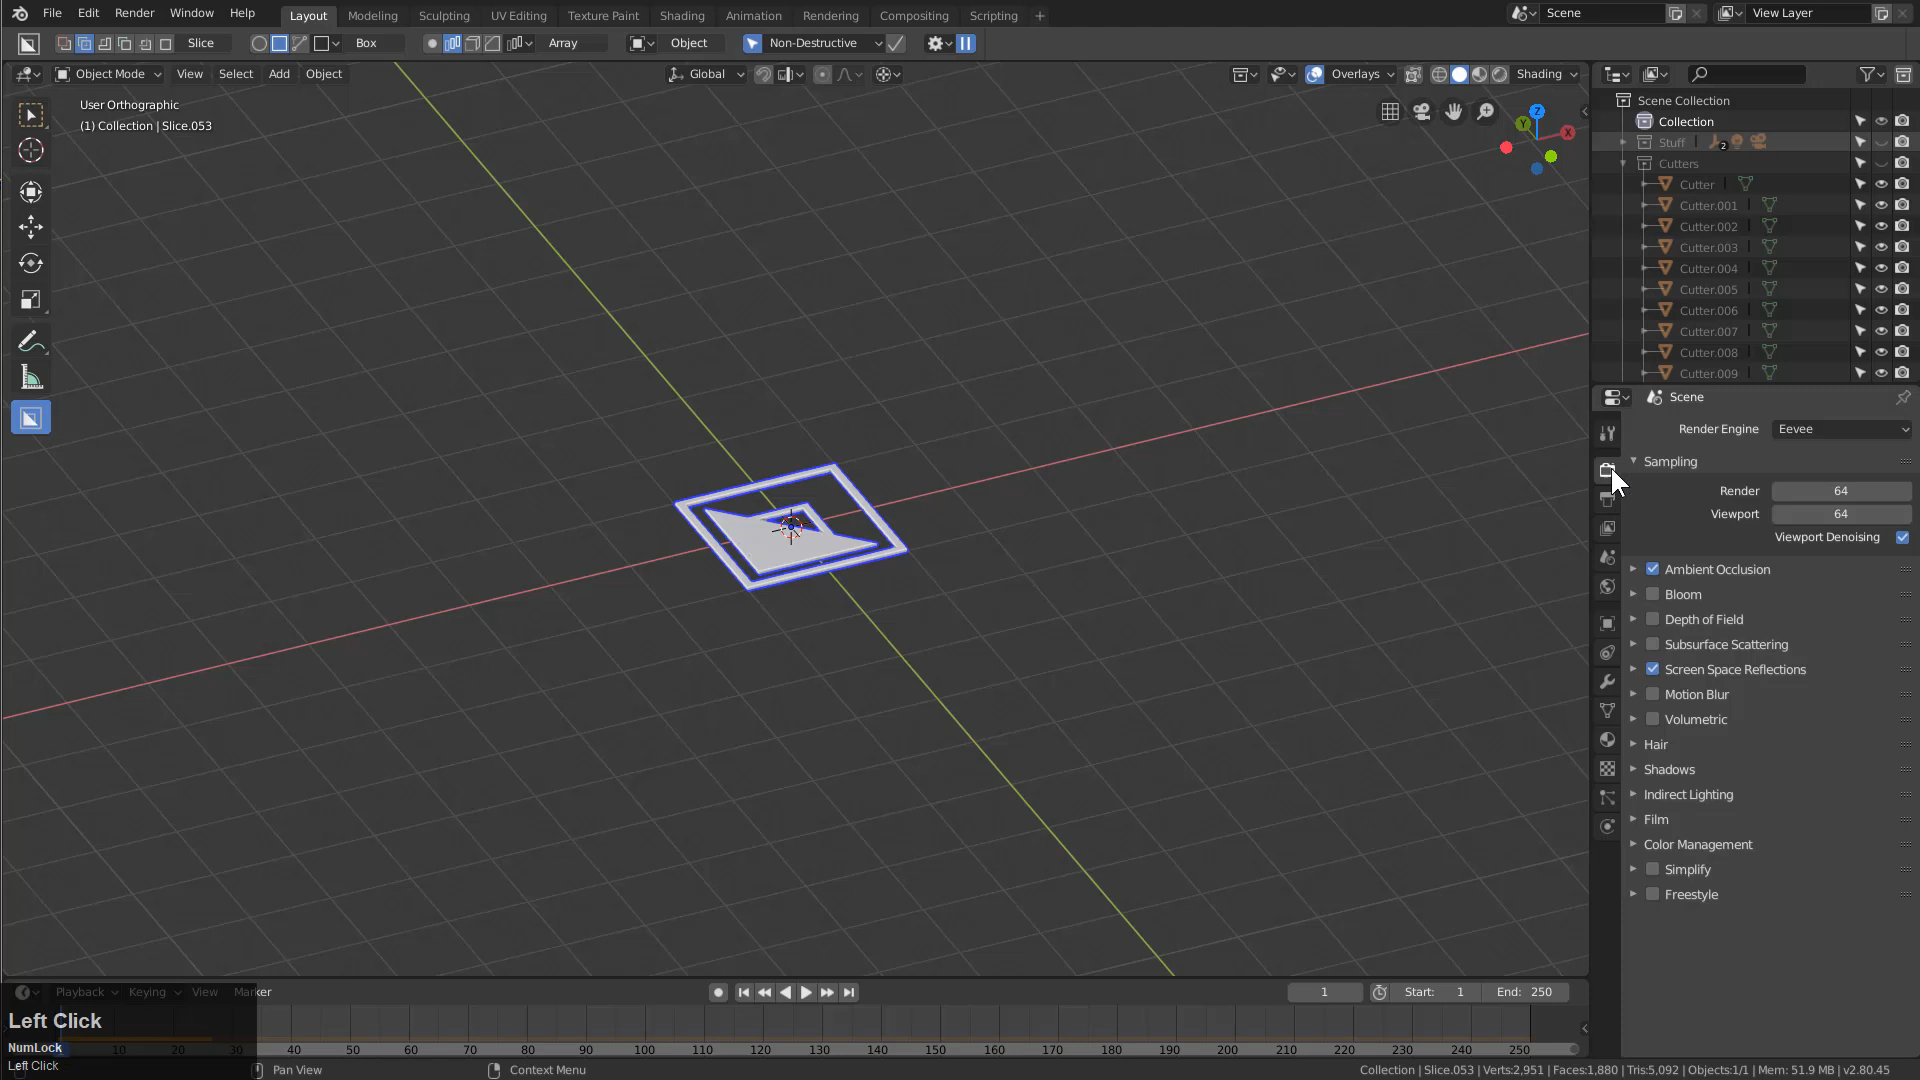 File Edit Render Window Help Layout Modeling Sculpting UV Editing Texture Paint Shading Animation Rendering Compositing Scripting + Scene View Layer
Slice Box Array Object Non-Destructive
Object Mode View Select Add Object Global Overlays Shading
User Orthographic
(1) Collection | Slice.053
Z
Y
X
Scene Collection
Collection
Stuff 2
Cutters
Cutter
Cutter.001
Cutter.002
Cutter.003
Cutter.004
Cutter.005
Cutter.006
Cutter.007
Cutter.008
Cutter.009
Scene
Render Engine Eevee
Sampling
Render 64
Viewport 64
Viewport Denoising
Ambient Occlusion
Bloom
Depth of Field
Subsurface Scattering
Screen Space Reflections
Motion Blur
Volumetric
Hair
Shadows
Indirect Lighting
Film
Color Management
Simplify
Freestyle
Playback Keying View Marker 1 Start: 1 End: 250
Left Click
NumLock
Left Click
10 20 30 40 50 60 70 80 90 100 110 120 130 140 150 160 170 180 190 200 210 220 230 240 250
Pan View Context Menu Collection | Slice.053 | Verts:2,951 | Faces:1,880 | Tris:5,092 | Objects:1/1 | Mem: 51.9 MB | v2.80.45